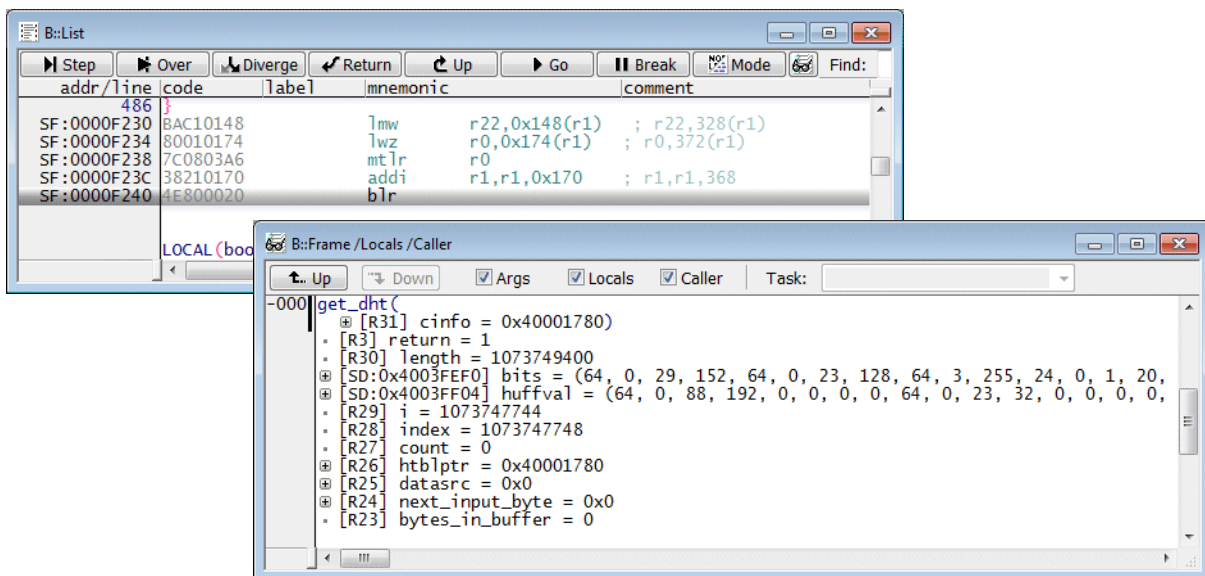 B::List
Step Over Diverge Return Up Go Break Mode Find:
addr/line code label mnemonic comment
486 }
SF:0000F230 BAC10148 lmw r22,0x148(r1) ; r22,328(r1)
SF:0000F234 80010174 lwz r0,0x174(r1) ; r0,372(r1)
SF:0000F238 7C0803A6 mtlr r0
SF:0000F23C 38210170 addi r1,r1,0x170 ; r1,r1,368
SF:0000F240 4E800020 blr
LOCAL(boo
B::Frame /Locals /Caller
Up Down Args Locals Caller Task:
-000 get_dht(
[R31] cinfo = 0x40001780)
[R3] return = 1
[R30] length = 1073749400
[SD:0x4003FEF0] bits = (64, 0, 29, 152, 64, 0, 23, 128, 64, 3, 255, 24, 0, 1, 20,
[SD:0x4003FF04] huffval = (64, 0, 88, 192, 0, 0, 0, 0, 64, 0, 23, 32, 0, 0, 0, 0,
[R29] i = 1073747744
[R28] index = 1073747748
[R27] count = 0
[R26] htblptr = 0x40001780
[R25] datasrc = 0x0
[R24] next_input_byte = 0x0
[R23] bytes_in_buffer = 0